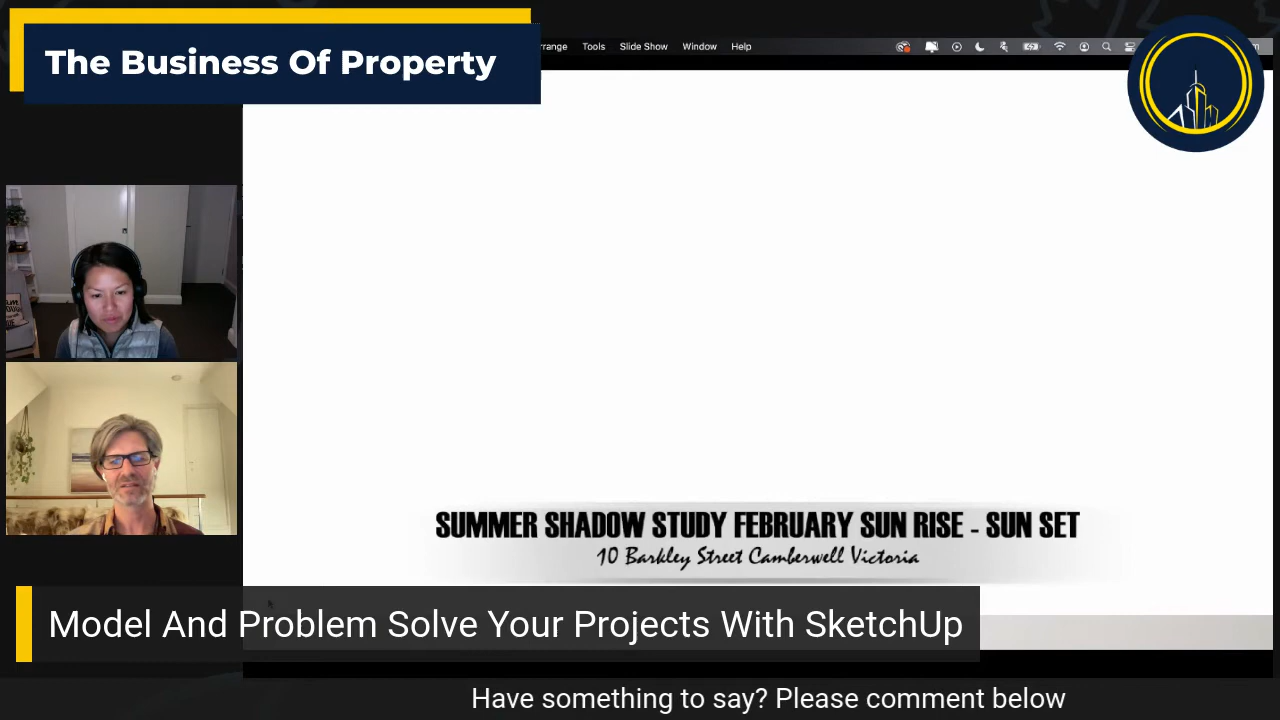 The Business Of Property
rrange Tools Slide Show Window Help
SUMMER SHADOW STUDY FEBRUARY SUN RISE - SUN SET
10 Barkley Street Camberwell Victoria
Model And Problem Solve Your Projects With SketchUp
Have something to say? Please comment below